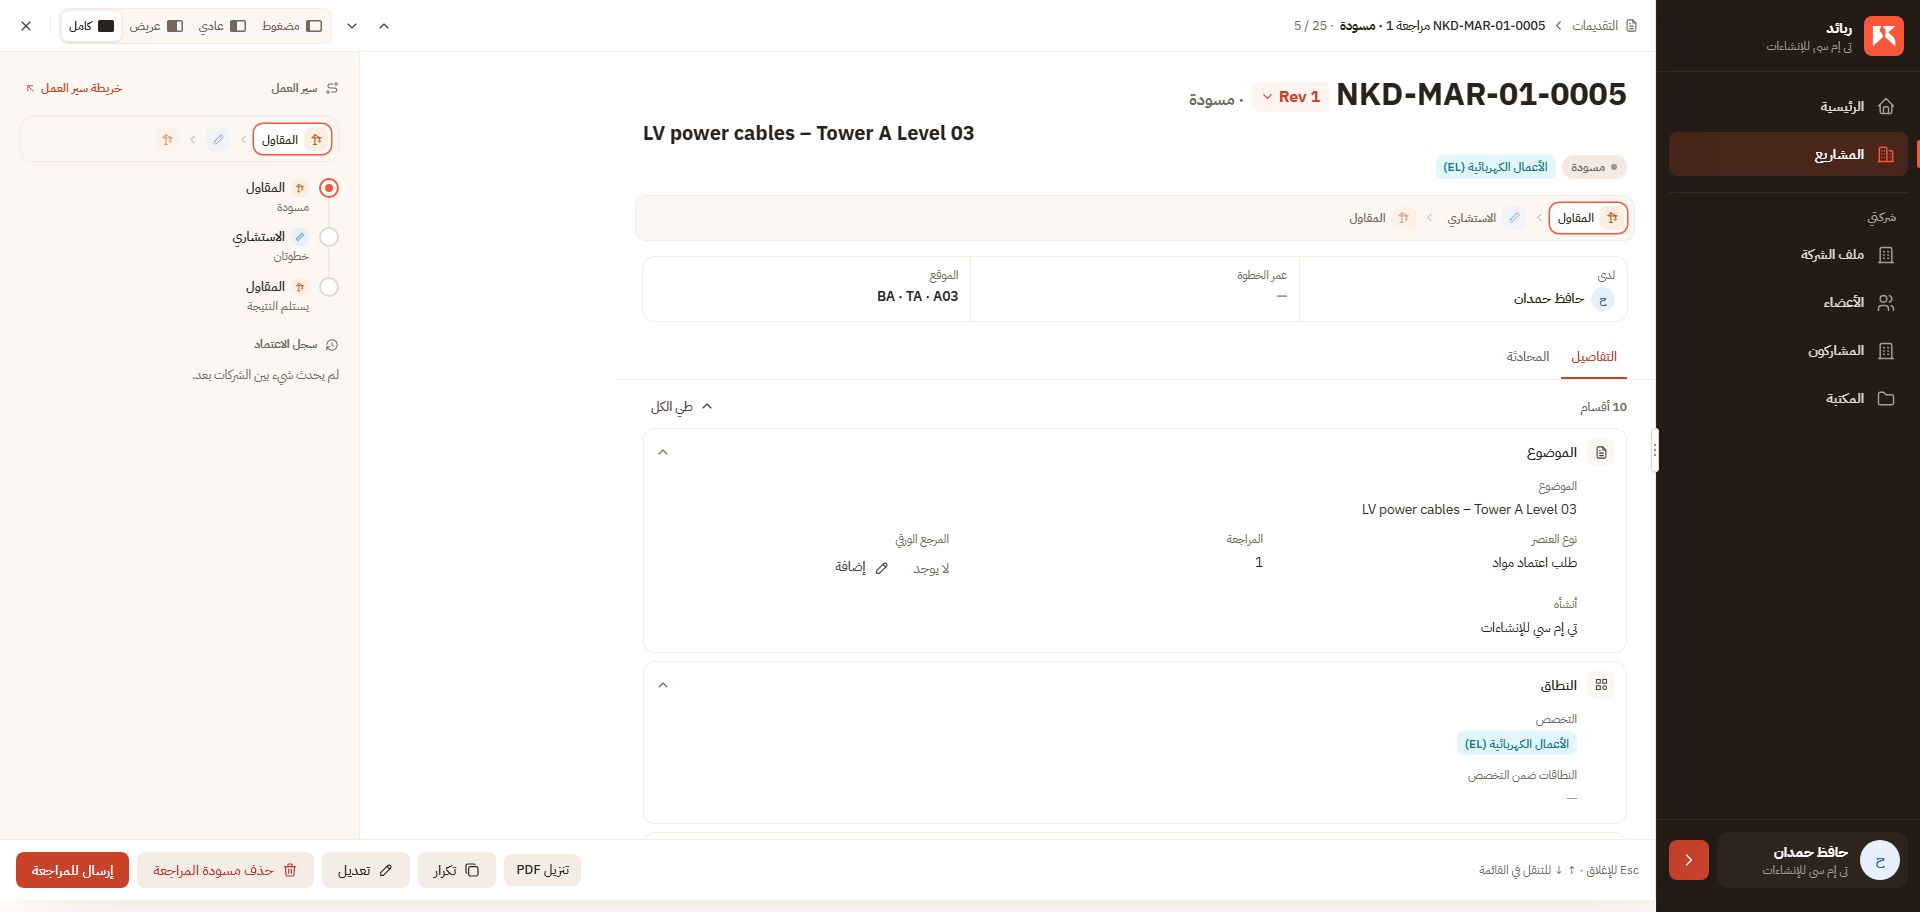 ربائد
تي إم سي للإنشاءات
الرئيسية
المشاريع
شركتي
ملف الشركة
الأعضاء
المشاركون
المكتبة
حافظ حمدان
تي إم سي للإنشاءات
التقديمات
NKD-MAR-01-0005 مراجعة 1 · مسودة · 25 / 5
مضغوط
عادي
عريض
كامل
NKD-MAR-01-0005
Rev 1
· مسودة
LV power cables – Tower A Level 03
مسودة
الأعمال الكهربائية (EL)
المقاول
الاستشاري
المقاول
لدى
حافظ حمدان
عمر الخطوة
—
الموقع
BA · TA · A03
التفاصيل
المحادثة
10 أقسام
طي الكل
الموضوع
الموضوع
LV power cables – Tower A Level 03
نوع العنصر
طلب اعتماد مواد
المراجعة
1
المرجع الورقي
لا يوجد
إضافة
أنشأه
تي إم سي للإنشاءات
النطاق
التخصص
الأعمال الكهربائية (EL)
النطاقات ضمن التخصص
—
سير العمل
خريطة سير العمل
المقاول
المقاول
مسودة
الاستشاري
خطوتان
المقاول
يستلم النتيجة
سجل الاعتماد
لم يحدث شيء بين الشركات بعد.
Esc للإغلاق · ↑ ↓ للتنقل في القائمة
تنزيل PDF
تكرار
تعديل
حذف مسودة المراجعة
إرسال للمراجعة
ح
ح